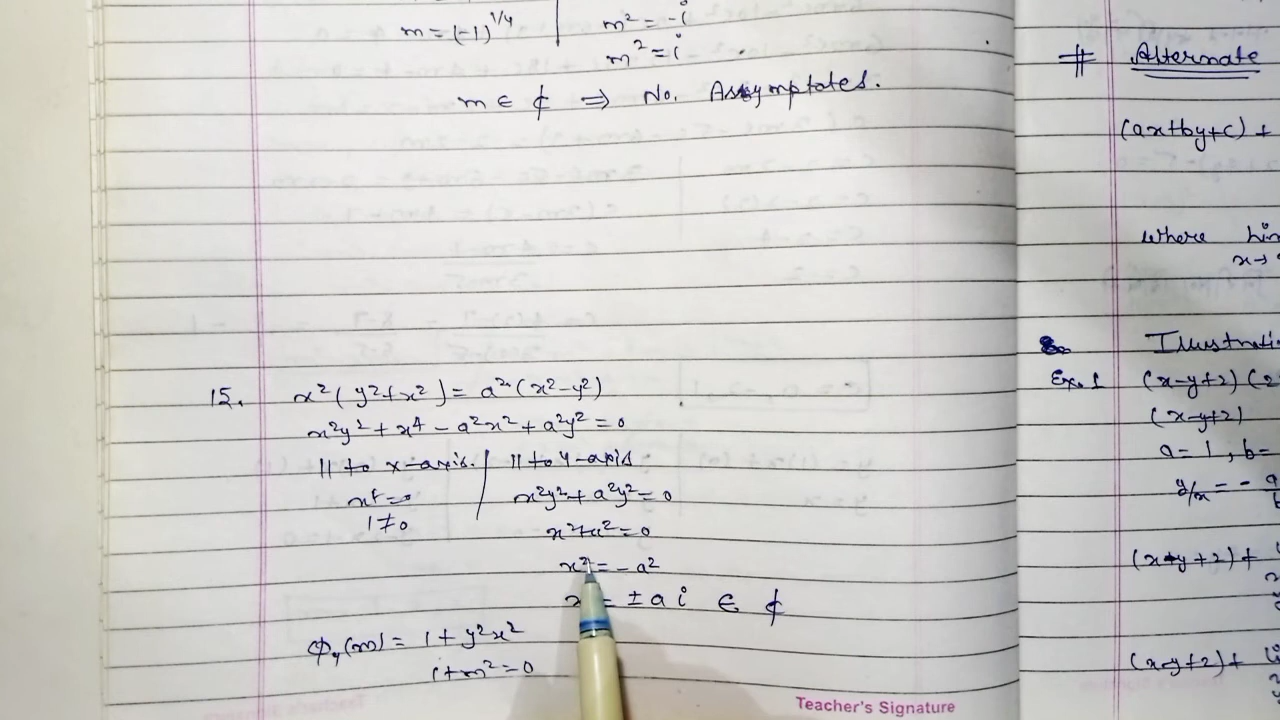 m = (-1)^1/4
m² = -i
m² = i
m ∈ ₵ ⇒ No. Assymptotes.
15. x²(y²+x²) = a²(x²-y²)
x²y² + x⁴ - a²x² + a²y² = 0
|| to x-axis.
x⁴ = 0
1 ≠ 0
|| to y-axis
x²y² + a²y² = 0
x²+a² = 0
x² = - a²
= ± a i ∈ ₵
φ₄(m) = 1 + y²x²
1+m² = 0
Teacher's Signature
# Alternate
(ax+by+c) +
where
x→
Illustrati
Ex. 1 (x-y+2)(2
(x-y+2)
a = 1, b =
y/x = - a
(x-y+2) +
(x-y+2) +